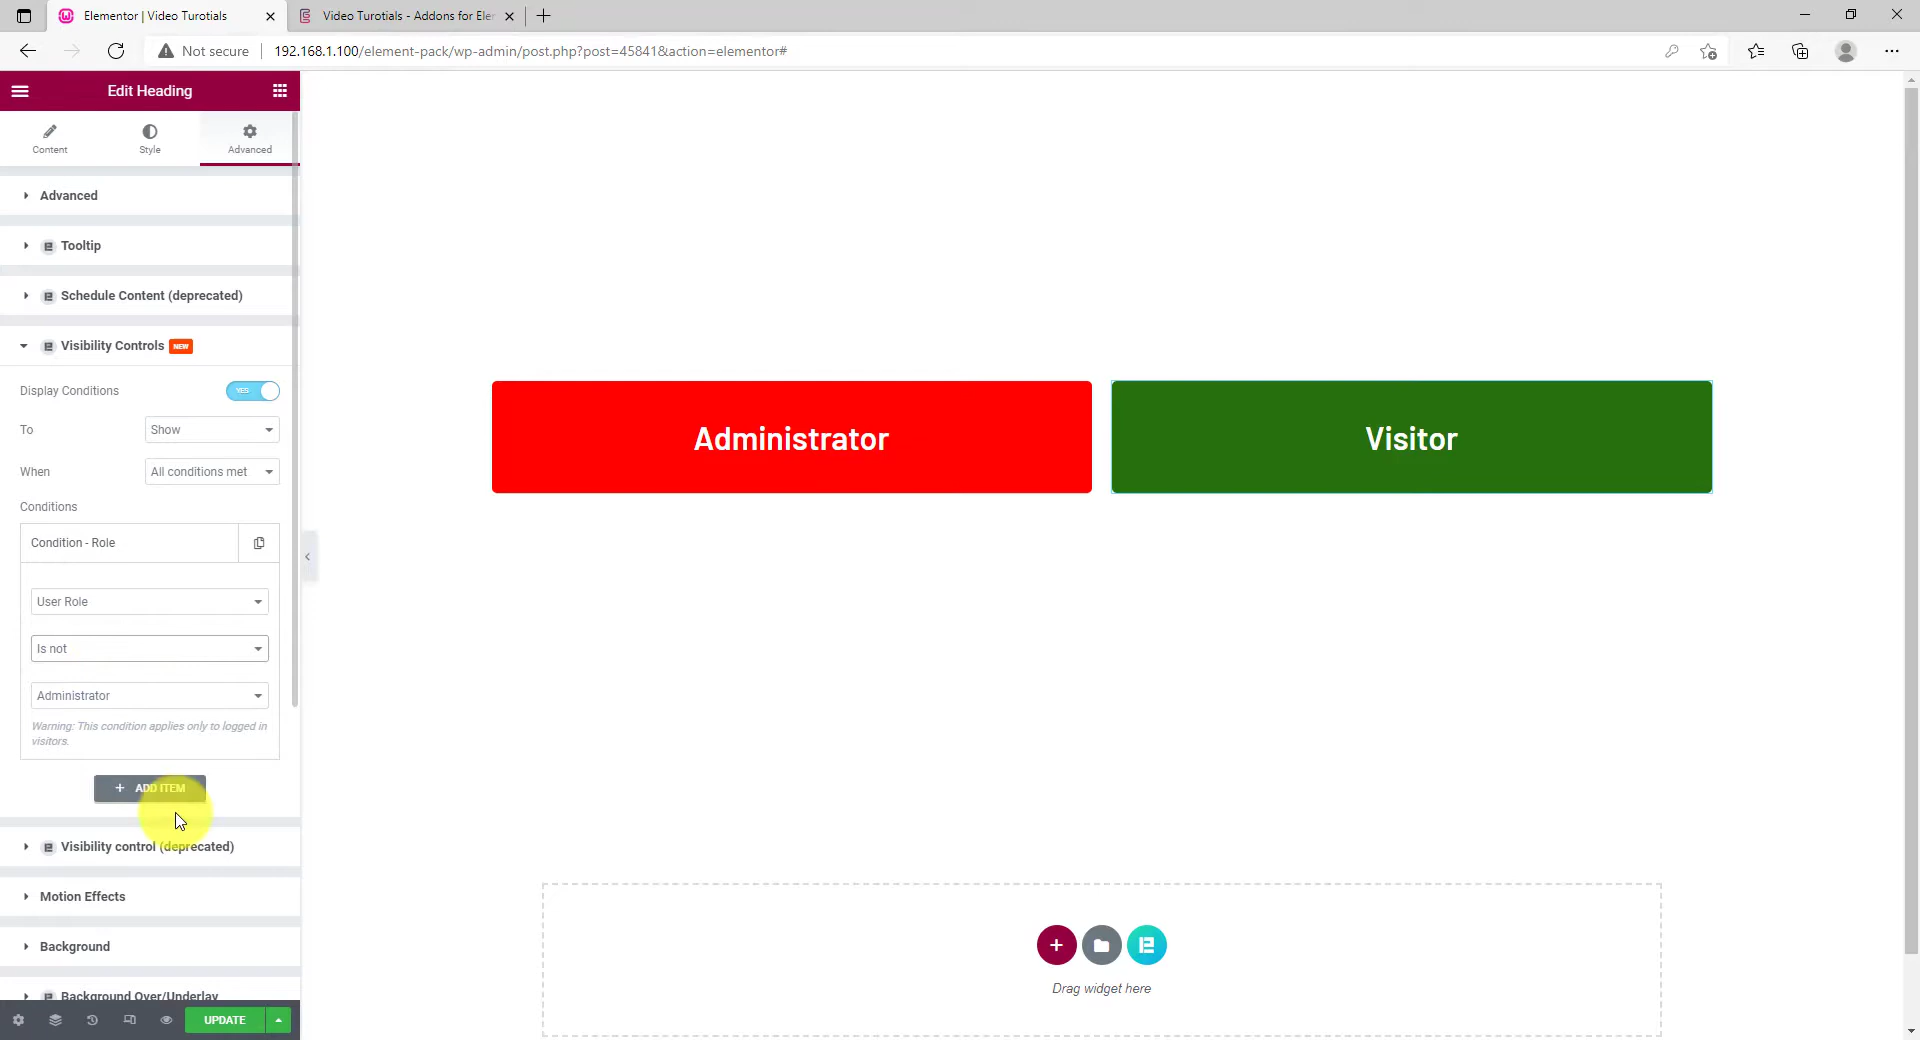 Elementor | Video Turotials
Video Turotials - Addons for Eler
Not secure
192.168.1.100/element-pack/wp-admin/post.php?post=45841&action=elementor#
Edit Heading
Content
Style
Advanced
Advanced
Tooltip
Schedule Content (deprecated)
Visibility Controls NEW
Display Conditions YES
To Show
When All conditions met
Conditions
Condition - Role
User Role
Is not
Administrator
Warning: This condition applies only to logged in
visitors.
+ ADD ITEM
Visibility control (deprecated)
Motion Effects
Background
Background Over/Underlay
UPDATE
Administrator
Visitor
Drag widget here